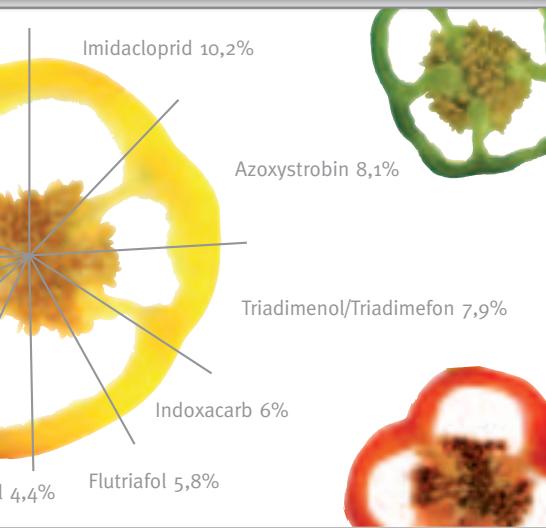 Imidacloprid 10,2%
Azoxystrobin 8,1%
Triadimenol/Triadimefon 7,9%
Indoxacarb 6%
Flutriafol 5,8%
4,4%